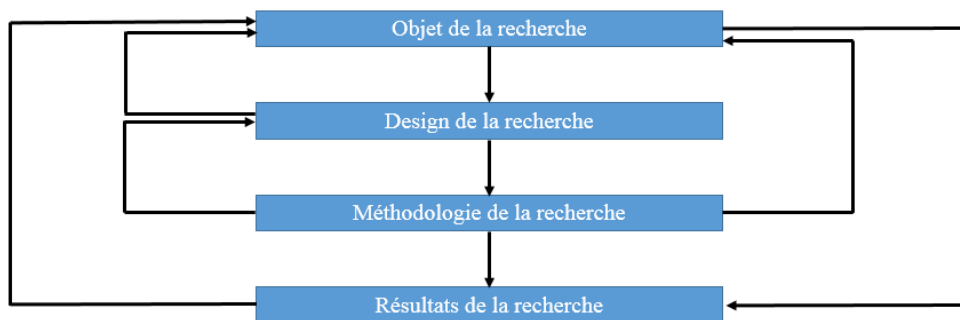 Objet de la recherche
Design de la recherche
Méthodologie de la recherche
Résultats de la recherche